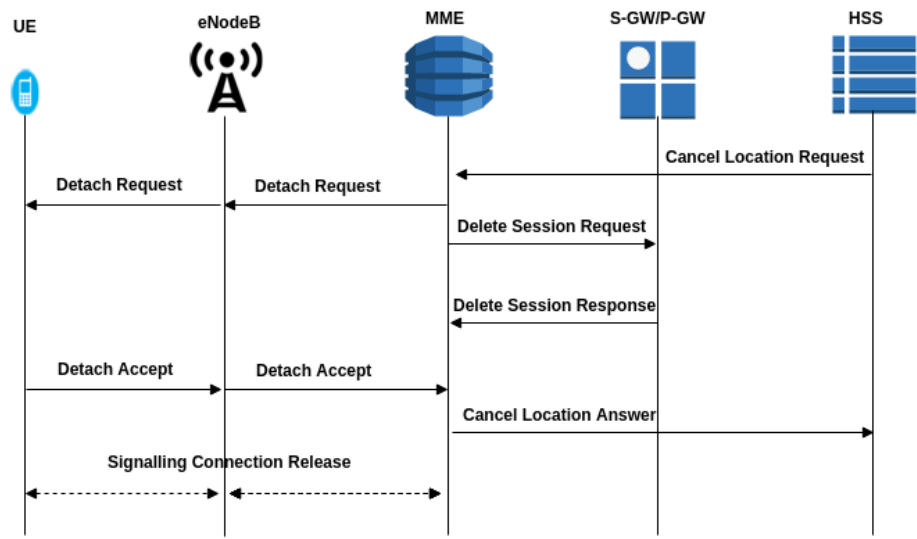 UE
eNodeB
MME
S-GW/P-GW
HSS
Cancel Location Request
Detach Request
Detach Request
Delete Session Request
Delete Session Response
Detach Accept
Detach Accept
Cancel Location Answer
Signalling Connection Release